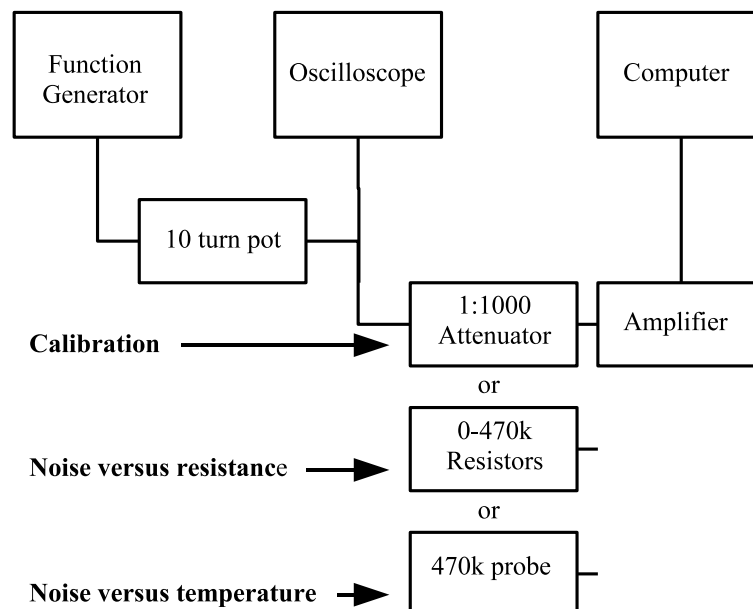 Function
Generator
Oscilloscope
Computer
10 turn pot
1:1000
Attenuator
Amplifier
Calibration
or
0-470k
Resistors
Noise versus resistance
or
470k probe
Noise versus temperature